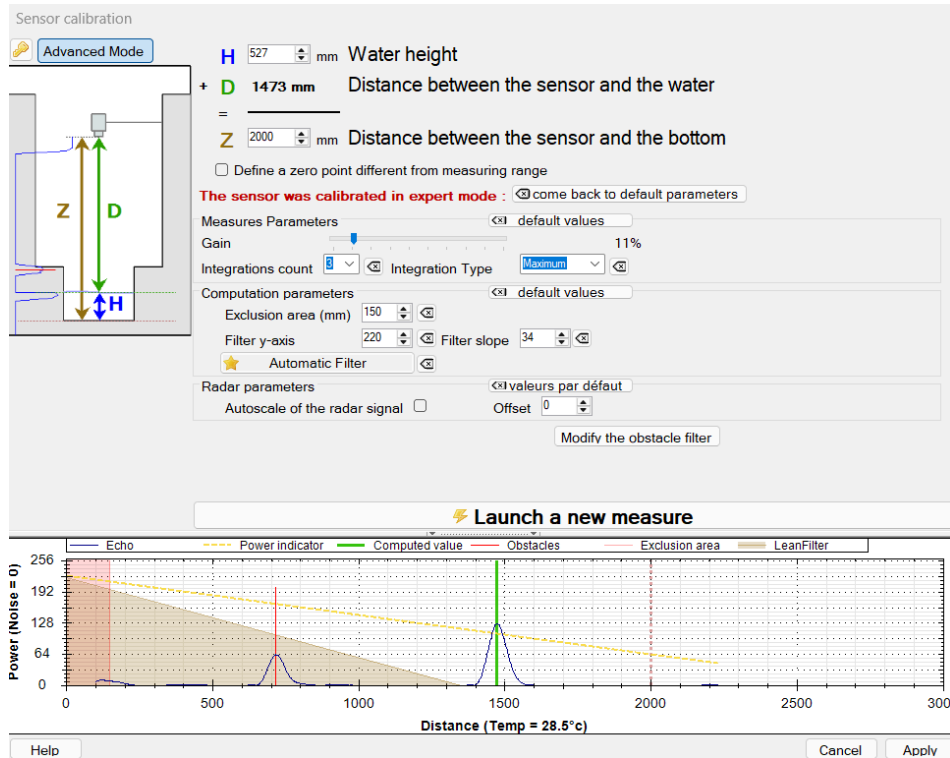 Sensor calibration
Advanced Mode
H 527 mm Water height
+ D 1473 mm Distance between the sensor and the water
=
Z 2000 mm Distance between the sensor and the bottom
Define a zero point different from measuring range
The sensor was calibrated in expert mode : come back to default parameters
Measures Parameters default values
Gain 11%
Integrations count 3 Integration Type Maximum
Computation parameters default values
Exclusion area (mm) 150
Filter y-axis 220 Filter slope 34
Automatic Filter
Radar parameters valeurs par défaut
Autoscale of the radar signal Offset 0
Modify the obstacle filter
Z D
H
Launch a new measure
Echo Power indicator Computed value Obstacles Exclusion area LeanFilter
Power (Noise = 0)
256
192
128
64
0
0 500 1000 1500 2000 2500 300
Distance (Temp = 28.5°c)
Help Cancel Apply